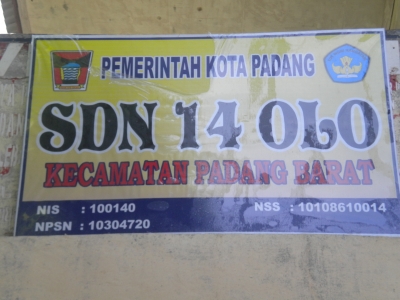 PEMERINTAH KOTA PADANG
SDN 14 OLO
KECAMATAN PADANG BARAT
NIS : 100140 NSS : 10108610014
NPSN : 10304720